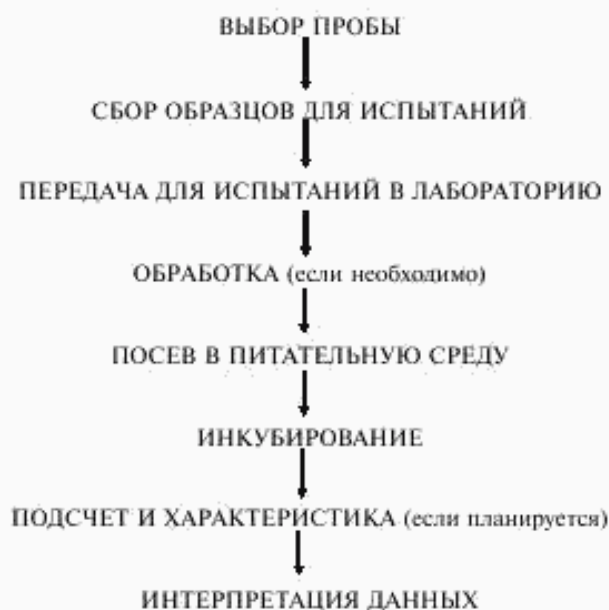 ВЫБОР ПРОБЫ
СБОР ОБРАЗЦОВ ДЛЯ ИСПЫТАНИЙ
ПЕРЕДАЧА ДЛЯ ИСПЫТАНИЙ В ЛАБОРАТОРИЮ
ОБРАБОТКА (если необходимо)
ПОСЕВ В ПИТАТЕЛЬНУЮ СРЕДУ
ИНКУБИРОВАНИЕ
ПОДСЧЕТ И ХАРАКТЕРИСТИКА (если планируется)
ИНТЕРПРЕТАЦИЯ ДАННЫХ